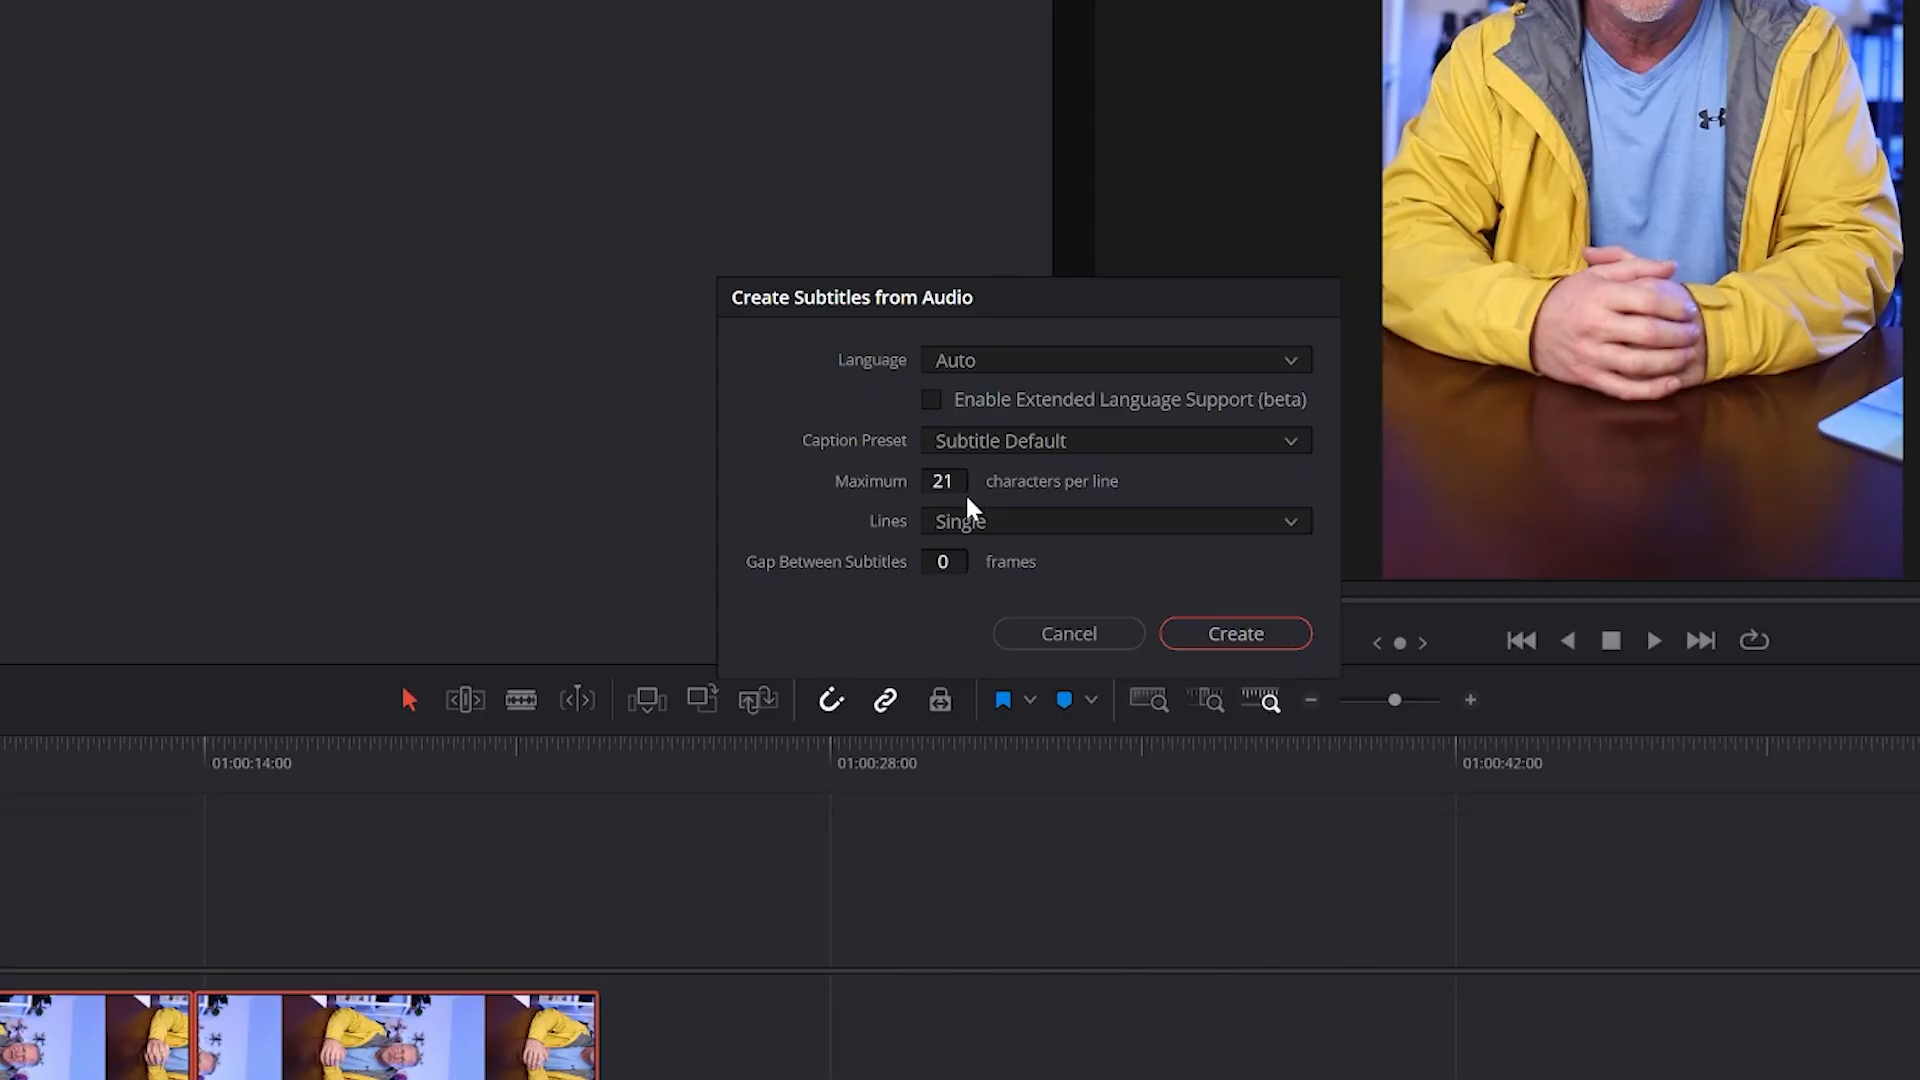 Create Subtitles from Audio
Language Auto
Enable Extended Language Support (beta)
Caption Preset Subtitle Default
Maximum 21 characters per line
Lines Single
Gap Between Subtitles 0 frames
Cancel Create
01:00:14:00 01:00:28:00 01:00:42:00